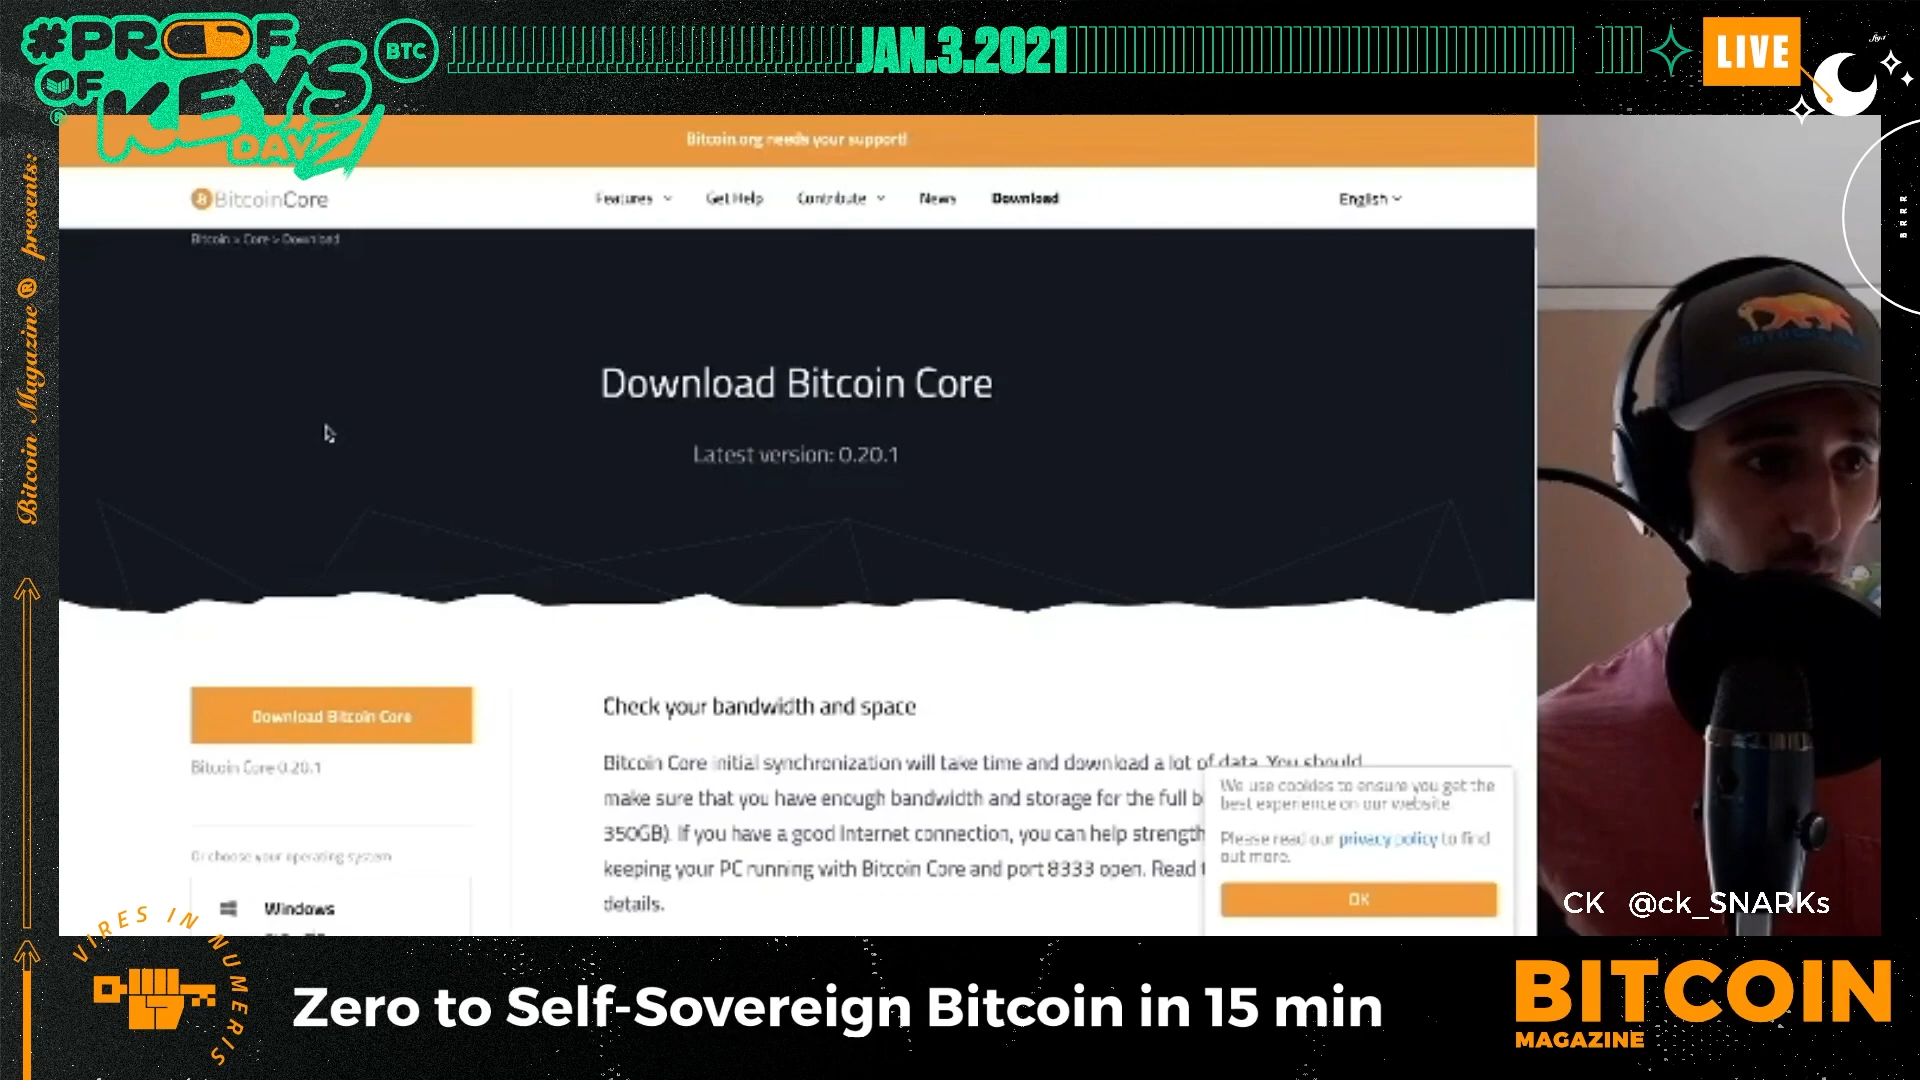 #PROOF
OF
KEYS
DAYZ
BTC
JAN.3.2021
LIVE
BRRR
Bitcoin Magazine ® presents:
Bitcoin.org needs your support!
BitcoinCore
Features
Get Help
Contribute
News
Download
English
Bitcoin > Core > Download
Download Bitcoin Core
Latest version: 0.20.1
Download Bitcoin Core
Bitcoin Core 0.20.1
Or choose your operating system
Windows
Check your bandwidth and space
Bitcoin Core initial synchronization will take time and download a lot of data. You should
make sure that you have enough bandwidth and storage for the full b
350GB). If you have a good Internet connection, you can help strength
keeping your PC running with Bitcoin Core and port 8333 open. Read
details.
We use cookies to ensure you get the
best experience on our website
Please read our privacy policy to find
out more.
OK
CK @ck_SNARKs
VIRES IN NUMERIS
Zero to Self-Sovereign Bitcoin in 15 min
BITCOIN
MAGAZINE